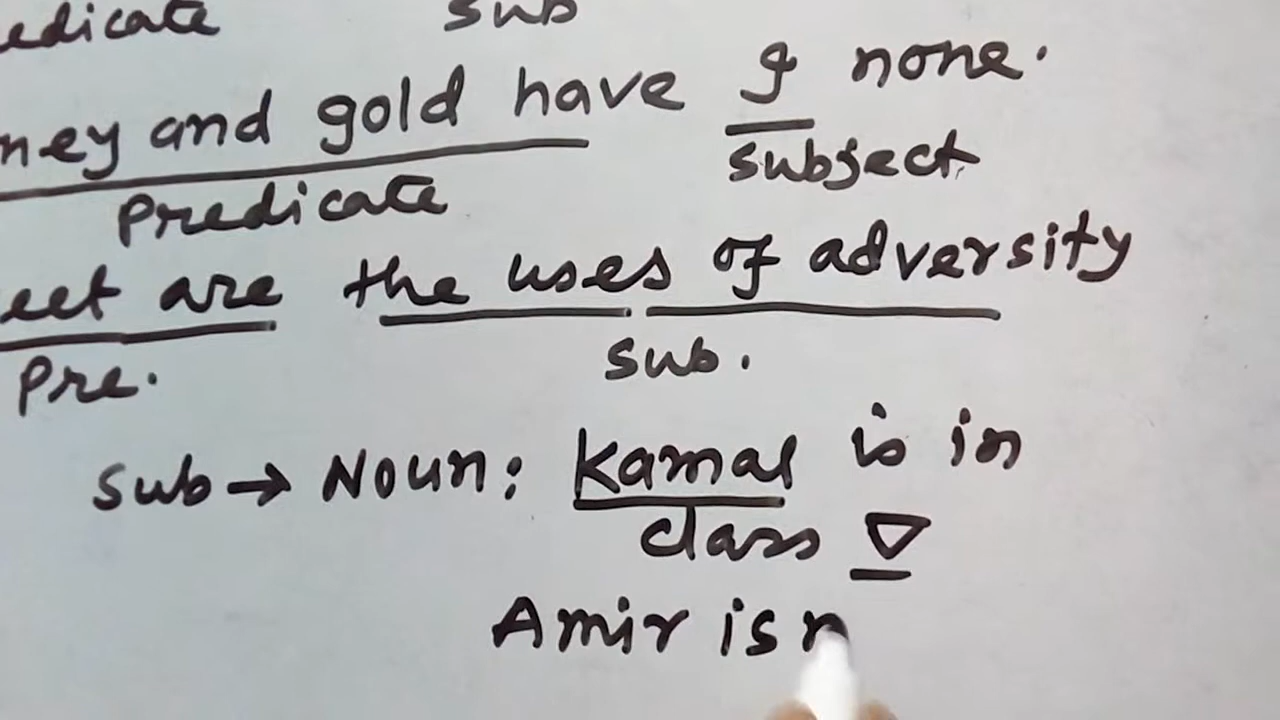 edicate sub
ney and gold have I none.
subject
Predicate
eet are the uses of adversity
Pre. sub.
sub → Noun: Kamal is in
class V
Amir is n